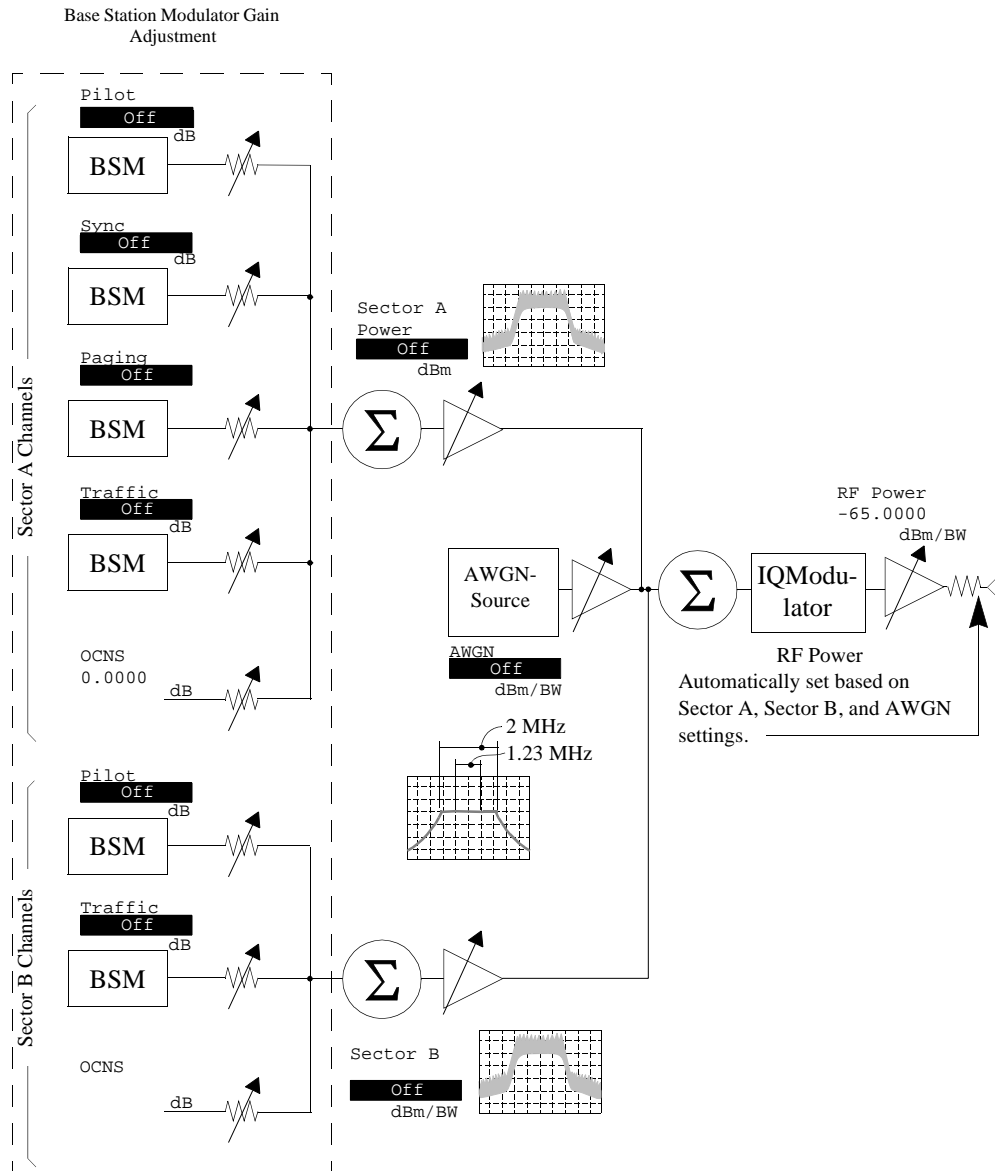 Base Station Modulator Gain
Adjustment
Sector A Channels
Pilot
Off
dB
BSM
Sync
Off
dB
BSM
Paging
Off
BSM
Traffic
Off
dB
BSM
OCNS
0.0000
dB
Sector A
Power
Off
dBm
Σ
AWGN-
Source
AWGN
Off
dBm/BW
2 MHz
1.23 MHz
Σ
IQModu-
lator
RF Power
-65.0000
dBm/BW
RF Power
Automatically set based on
Sector A, Sector B, and AWGN
settings.
Sector B Channels
Pilot
Off
dB
BSM
Traffic
Off
dB
BSM
OCNS
dB
Σ
Sector B
Off
dBm/BW